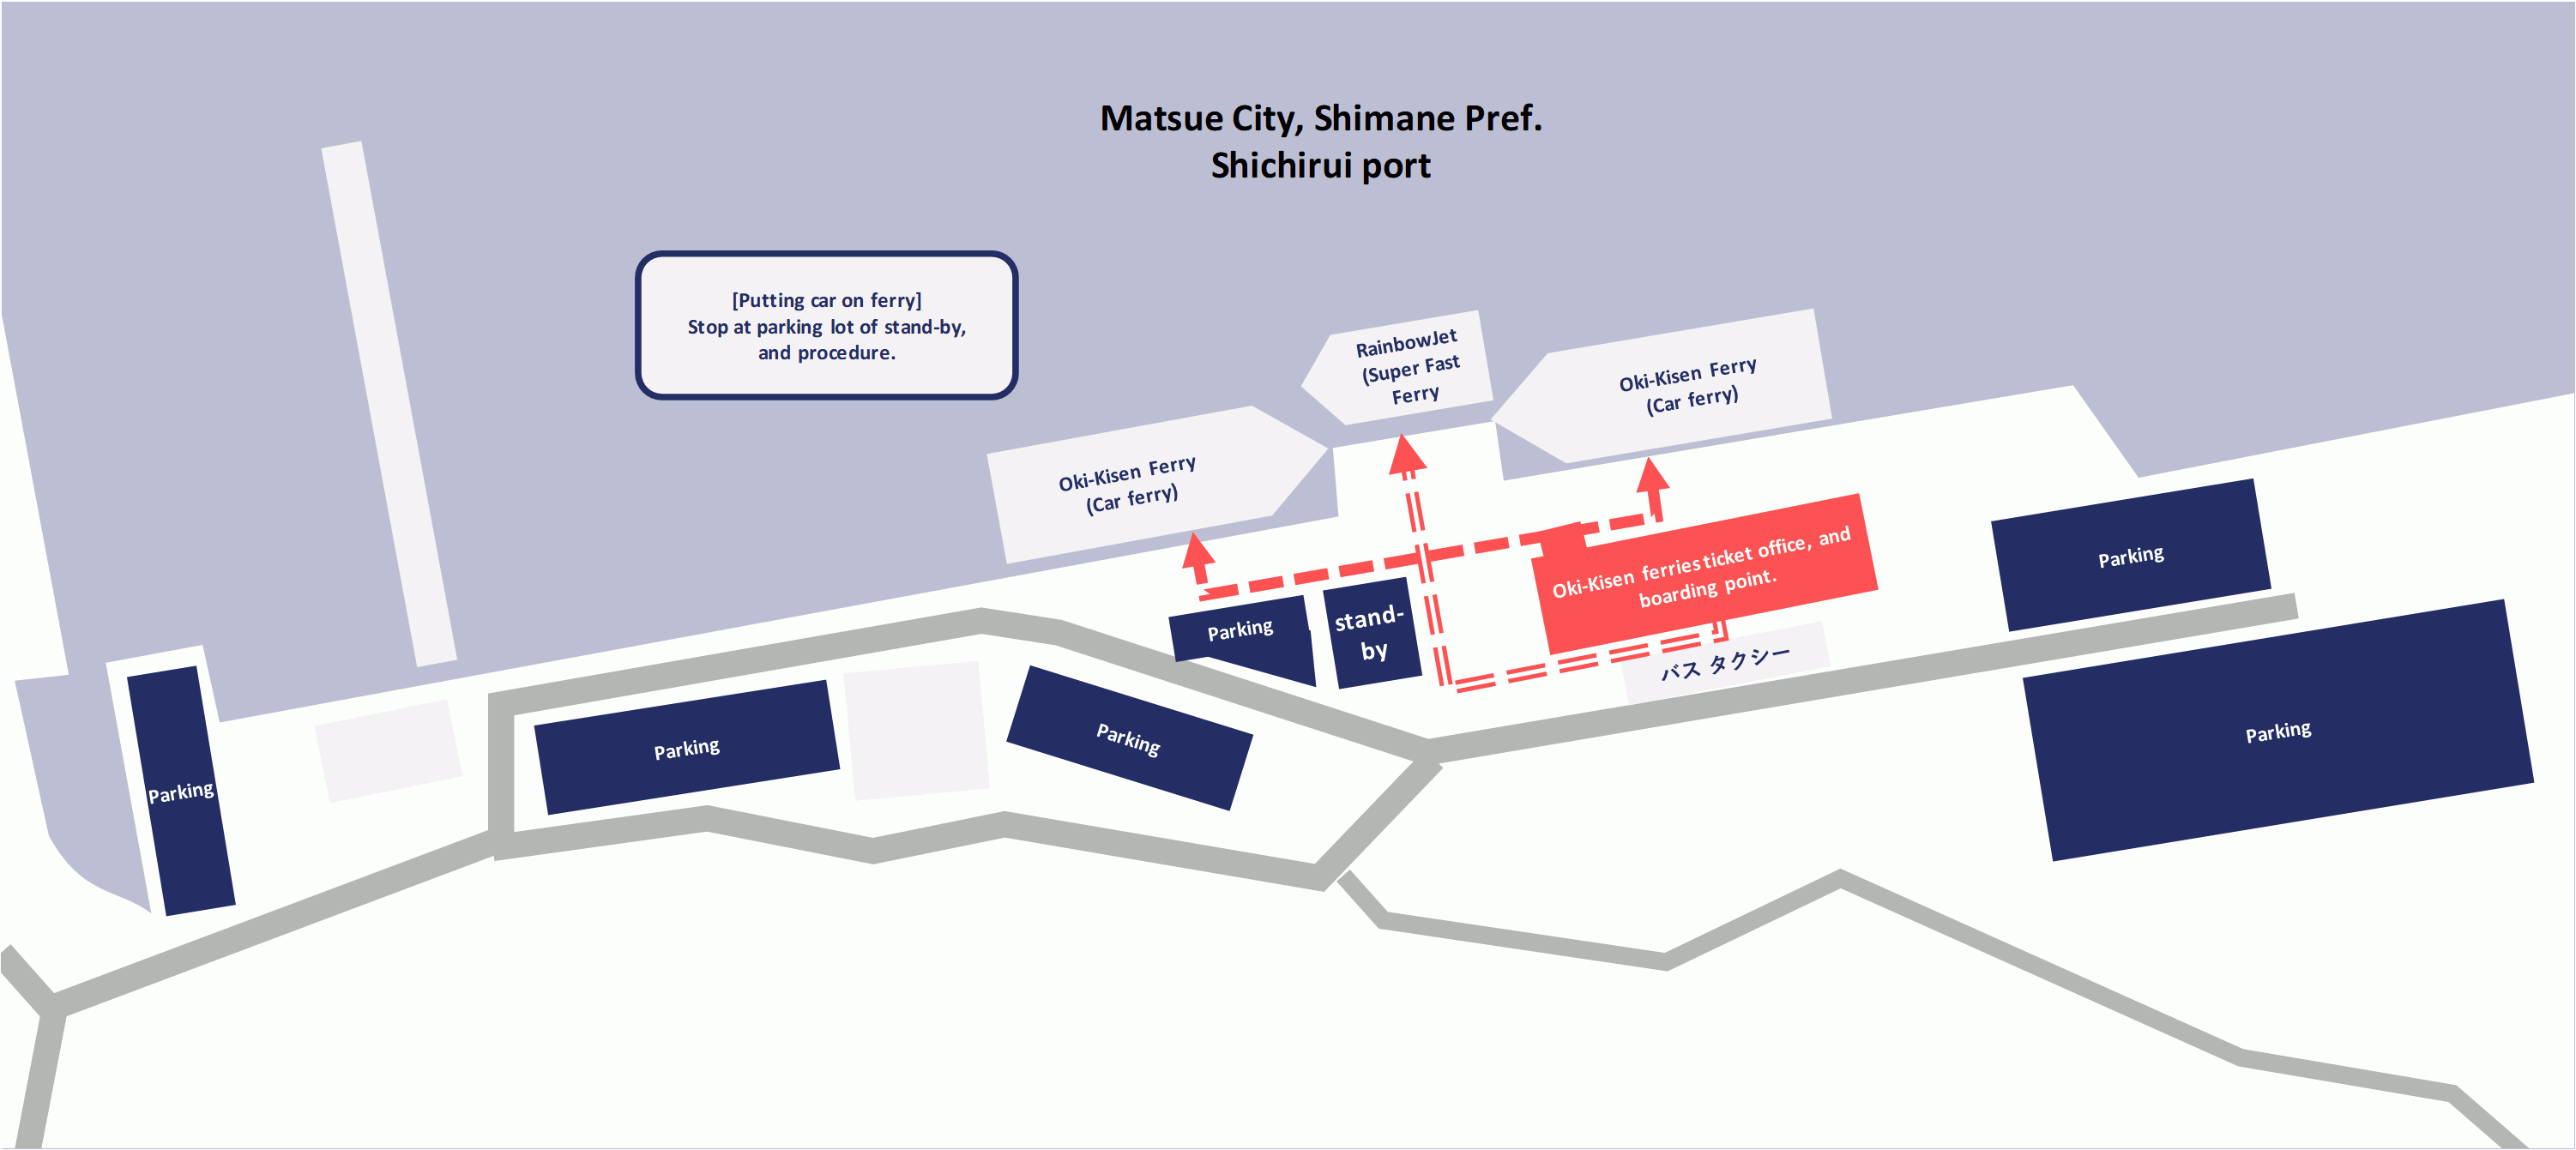 Matsue City, Shimane Pref.
Shichirui port
[Putting car on ferry]
Stop at parking lot of stand-by,
and procedure.
RainbowJet
(Super Fast
Ferry
Oki-Kisen Ferry
(Car ferry)
Oki-Kisen Ferry
(Car ferry)
Oki-Kisen ferries ticket office, and
boarding point.
Parking
Parking
stand-
by
バス タクシー
Parking
Parking
Parking
Parking
Parking